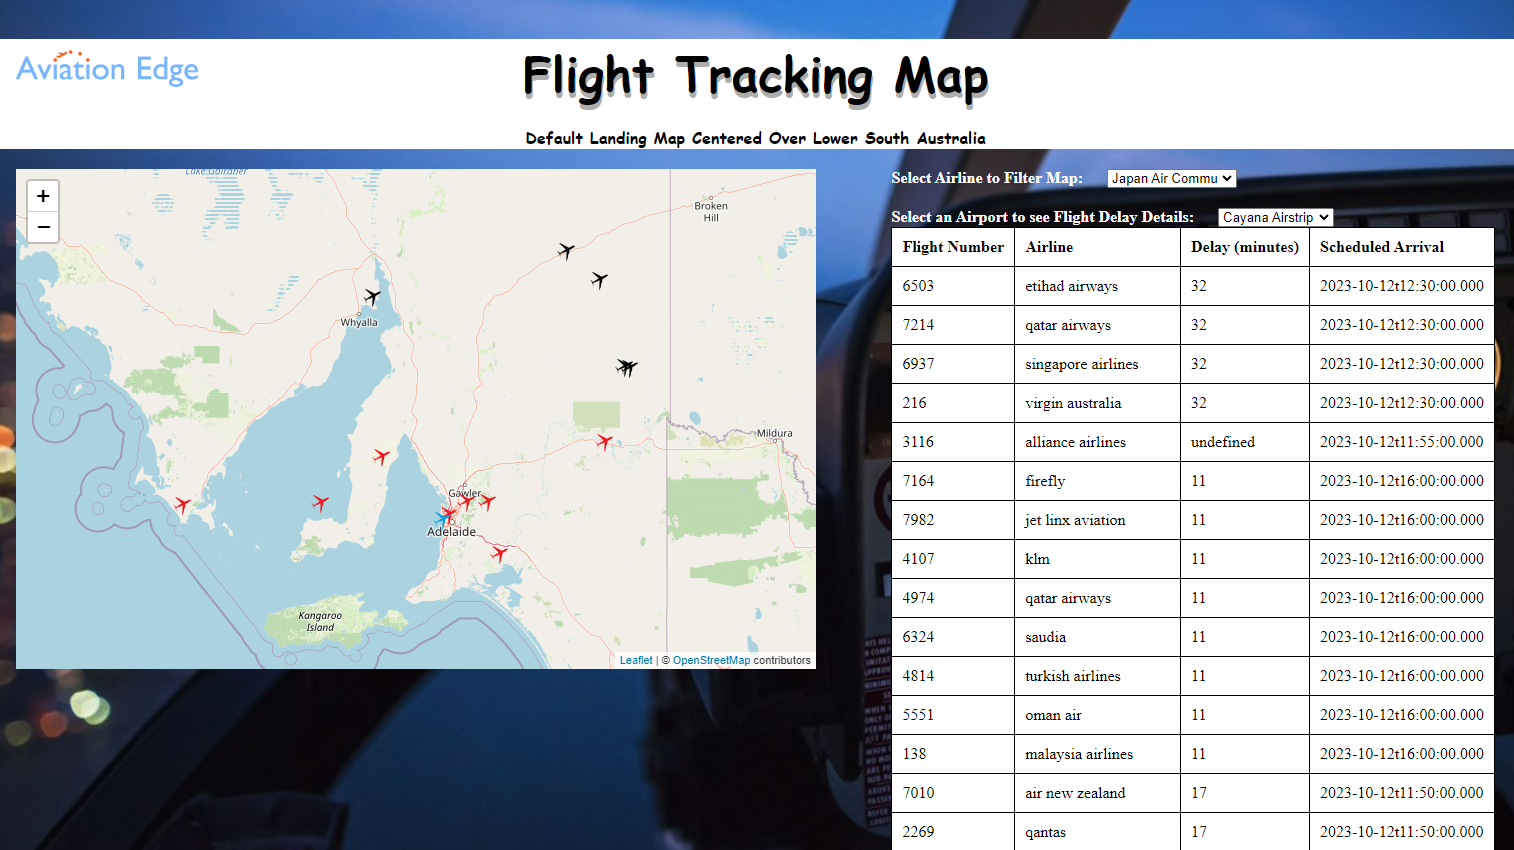 Aviation Edge
Flight Tracking Map
Default Landing Map Centered Over Lower South Australia
+
−
Lake Gairdner
Broken
Hill
Whyalla
Mildura
Gawler
Adelaide
Kangaroo
Island
Leaflet | © OpenStreetMap contributors
Select Airline to Filter Map: Japan Air Commu
Select an Airport to see Flight Delay Details: Cayana Airstrip
Flight Number Airline Delay (minutes) Scheduled Arrival
6503 etihad airways 32 2023-10-12t12:30:00.000
7214 qatar airways 32 2023-10-12t12:30:00.000
6937 singapore airlines 32 2023-10-12t12:30:00.000
216 virgin australia 32 2023-10-12t12:30:00.000
3116 alliance airlines undefined 2023-10-12t11:55:00.000
7164 firefly 11 2023-10-12t16:00:00.000
7982 jet linx aviation 11 2023-10-12t16:00:00.000
4107 klm 11 2023-10-12t16:00:00.000
4974 qatar airways 11 2023-10-12t16:00:00.000
6324 saudia 11 2023-10-12t16:00:00.000
4814 turkish airlines 11 2023-10-12t16:00:00.000
5551 oman air 11 2023-10-12t16:00:00.000
138 malaysia airlines 11 2023-10-12t16:00:00.000
7010 air new zealand 17 2023-10-12t11:50:00.000
2269 qantas 17 2023-10-12t11:50:00.000